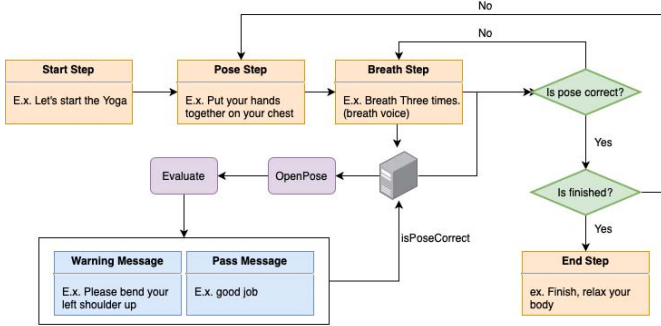 No
No
Start Step
E.x. Let's start the Yoga
Pose Step
E.x. Put your hands
together on your chest
Breath Step
E.x. Breath Three times.
(breath voice)
Is pose correct?
Yes
Evaluate
OpenPose
Is finished?
isPoseCorrect
Yes
Warning Message
E.x. Please bend your
left shoulder up
Pass Message
E.x. good job
End Step
ex. Finish, relax your
body